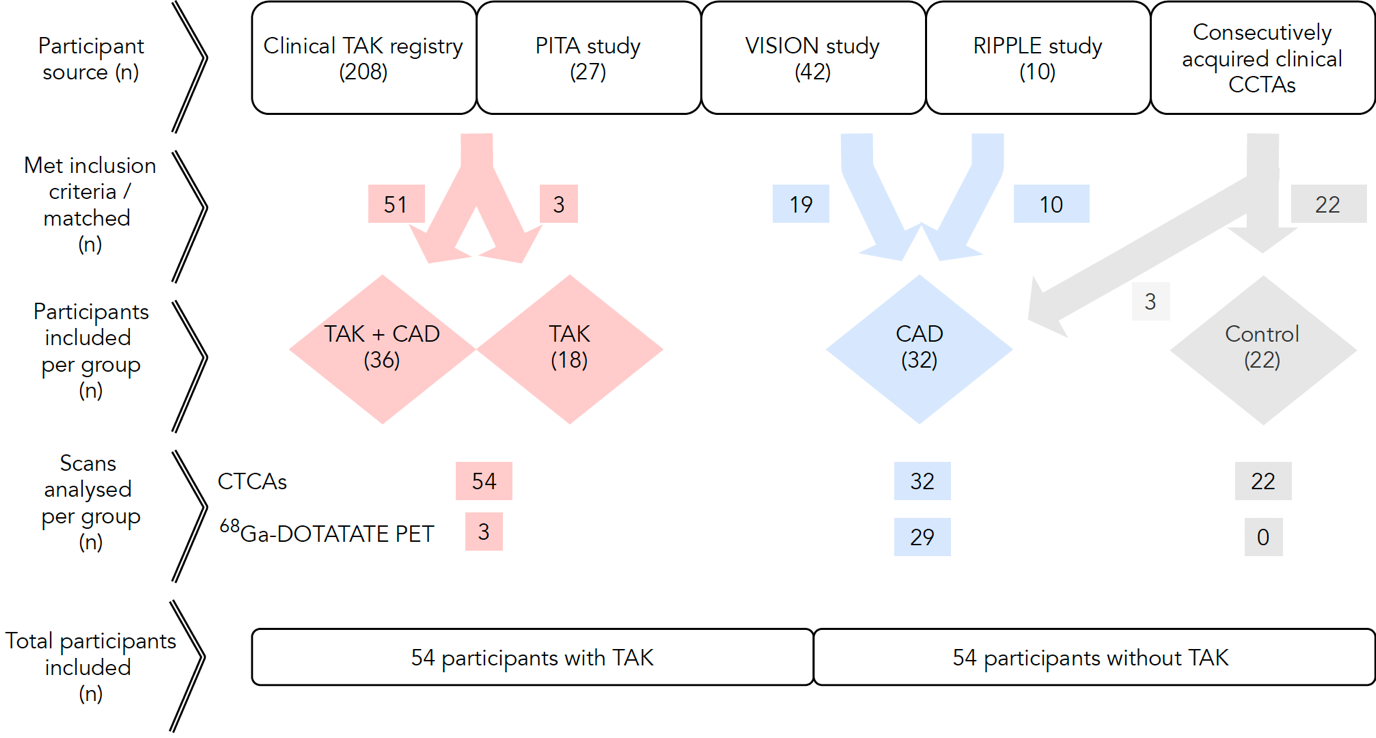 Participant
source (n)
Clinical TAK registry
(208)
PITA study
(27)
VISION study
(42)
RIPPLE study
(10)
Consecutively
acquired clinical
CCTAs
Met inclusion
criteria /
matched
(n)
51
3
19
10
22
3
Participants
included
per group
(n)
TAK + CAD
(36)
TAK
(18)
CAD
(32)
Control
(22)
Scans
analysed
per group
(n)
CTCAs
54
32
22
⁶⁸Ga-DOTATATE PET
3
29
0
Total participants
included
(n)
54 participants with TAK
54 participants without TAK